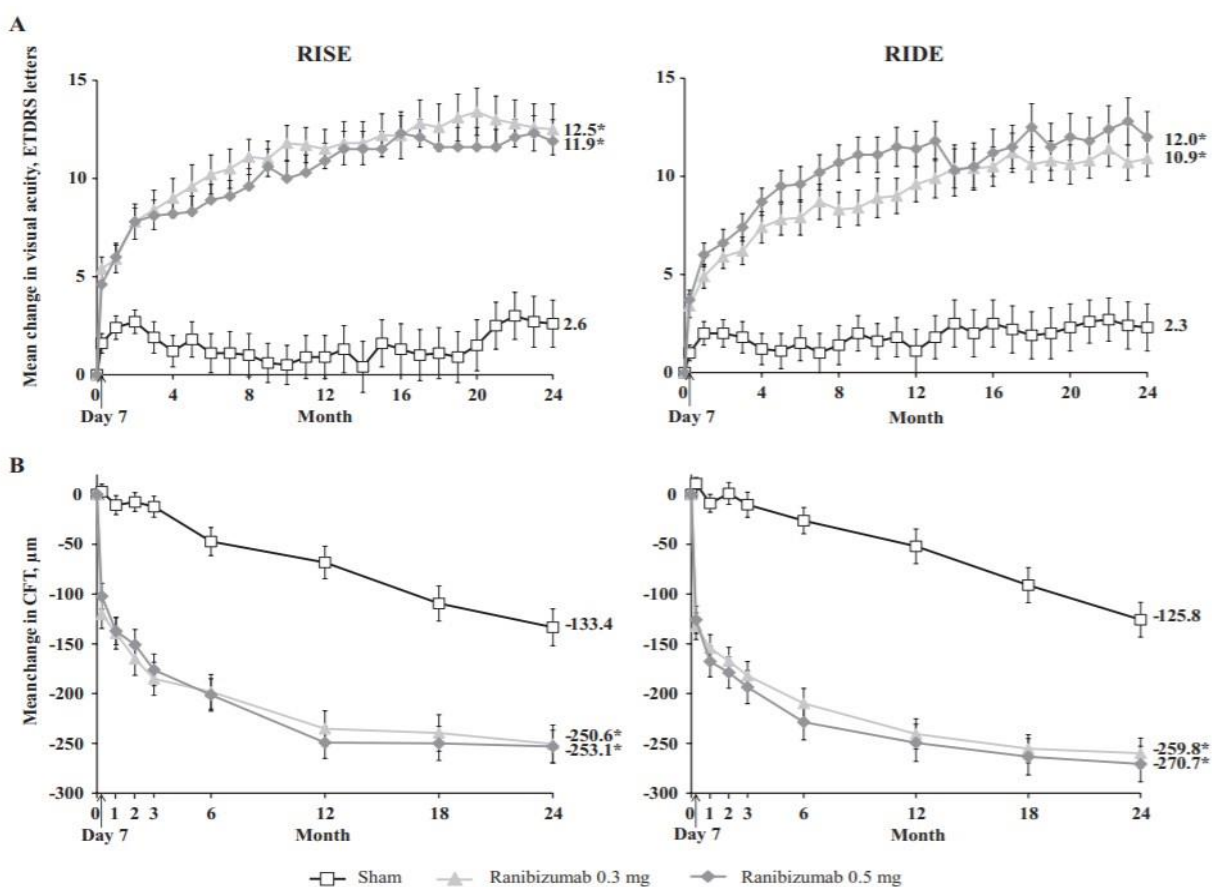 A
RISE
RIDE
Mean change in visual acuity, ETDRS letters
15
10
5
0
12.5*
11.9*
2.6
0 4 8 12 16 20 24
Day 7
Month
15
10
5
0
12.0*
10.9*
2.3
0 4 8 12 16 20 24
Day 7
Month
B
Meanchange in CFT, μm
0
-50
-100
-150
-200
-250
-300
-133.4
-250.6*
-253.1*
0 1 2 3 6 12 18 24
Day 7
Month
0
-50
-100
-150
-200
-250
-300
-125.8
-259.8*
-270.7*
0 1 2 3 6 12 18 24
Day 7
Month
Sham
Ranibizumab 0.3 mg
Ranibizumab 0.5 mg